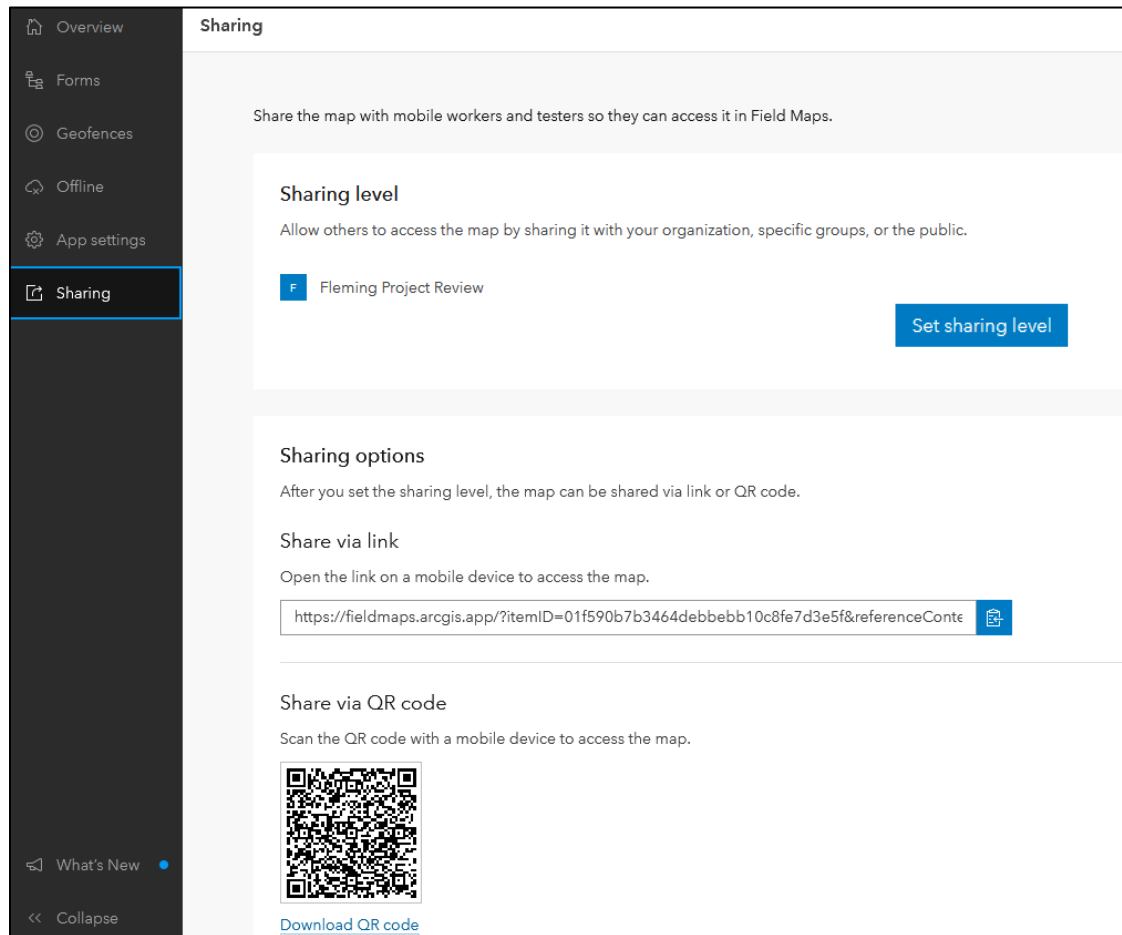 Overview
Forms
Geofences
Offline
App settings
Sharing
What's New
Collapse
Sharing
Share the map with mobile workers and testers so they can access it in Field Maps.
Sharing level
Allow others to access the map by sharing it with your organization, specific groups, or the public.
F Fleming Project Review
Set sharing level
Sharing options
After you set the sharing level, the map can be shared via link or QR code.
Share via link
Open the link on a mobile device to access the map.
https://fieldmaps.arcgis.app/?itemID=01f590b7b3464debbebb10c8fe7d3e5f&referenceConte
Share via QR code
Scan the QR code with a mobile device to access the map.
Download QR code